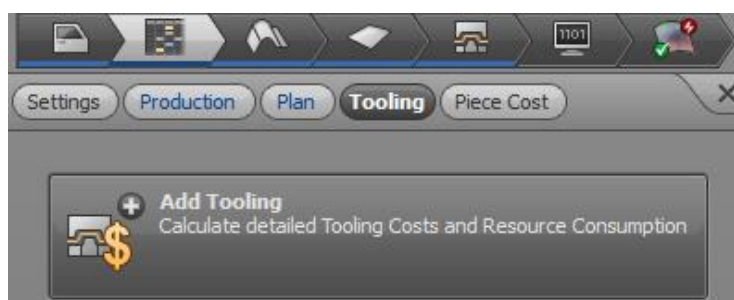 1101
Settings Production Plan Tooling Piece Cost
Add Tooling
Calculate detailed Tooling Costs and Resource Consumption